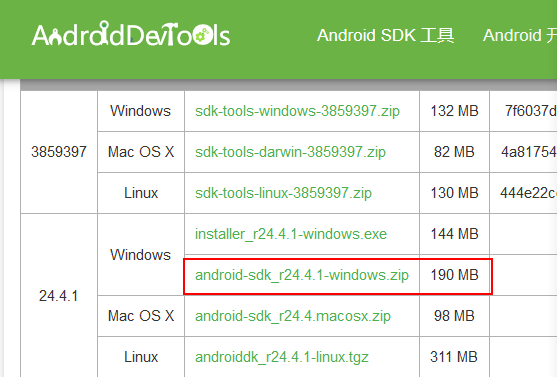 AndroidDevTools Android SDK 工具 Android 开
Windows sdk-tools-windows-3859397.zip 132 MB 7f6037d
3859397 Mac OS X sdk-tools-darwin-3859397.zip 82 MB 4a81754
Linux sdk-tools-linux-3859397.zip 130 MB 444e22c
24.4.1 Windows installer_r24.4.1-windows.exe 144 MB
android-sdk_r24.4.1-windows.zip 190 MB
Mac OS X android-sdk_r24.4.macosx.zip 98 MB
Linux androiddk_r24.4.1-linux.tgz 311 MB